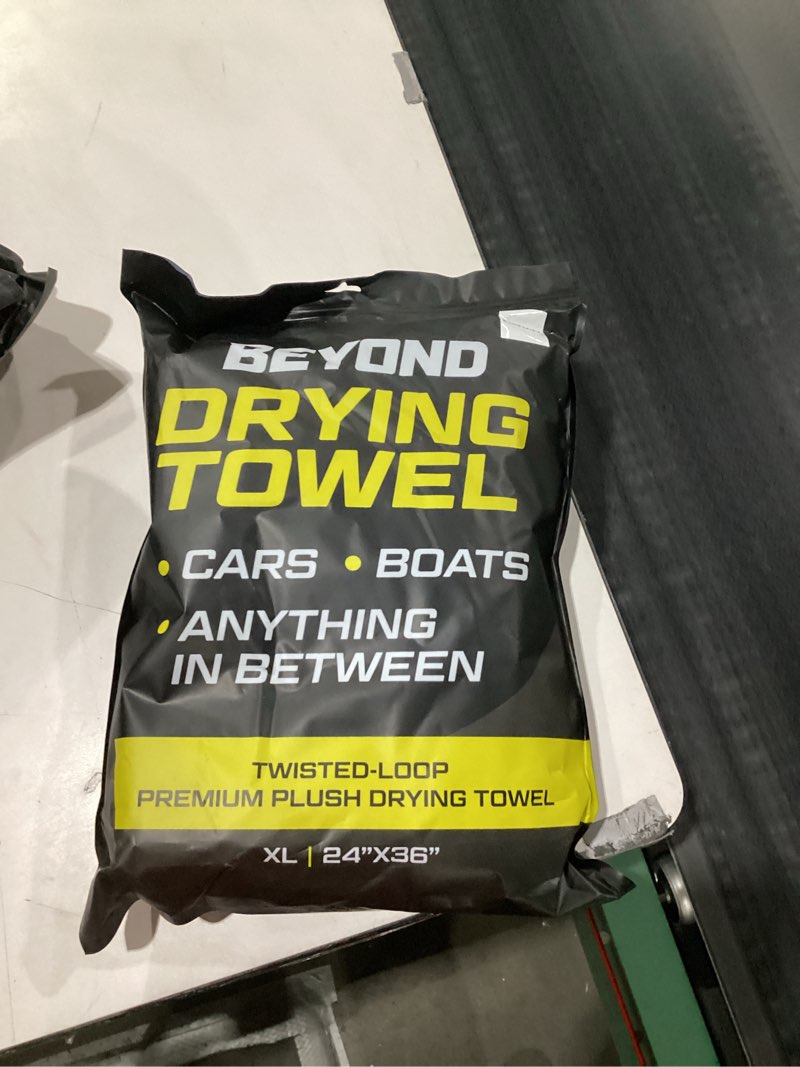 BEYOND
DRYING
TOWEL
• CARS • BOATS
• ANYTHING
IN BETWEEN
TWISTED-LOOP
PREMIUM PLUSH DRYING TOWEL
XL | 24”X36”